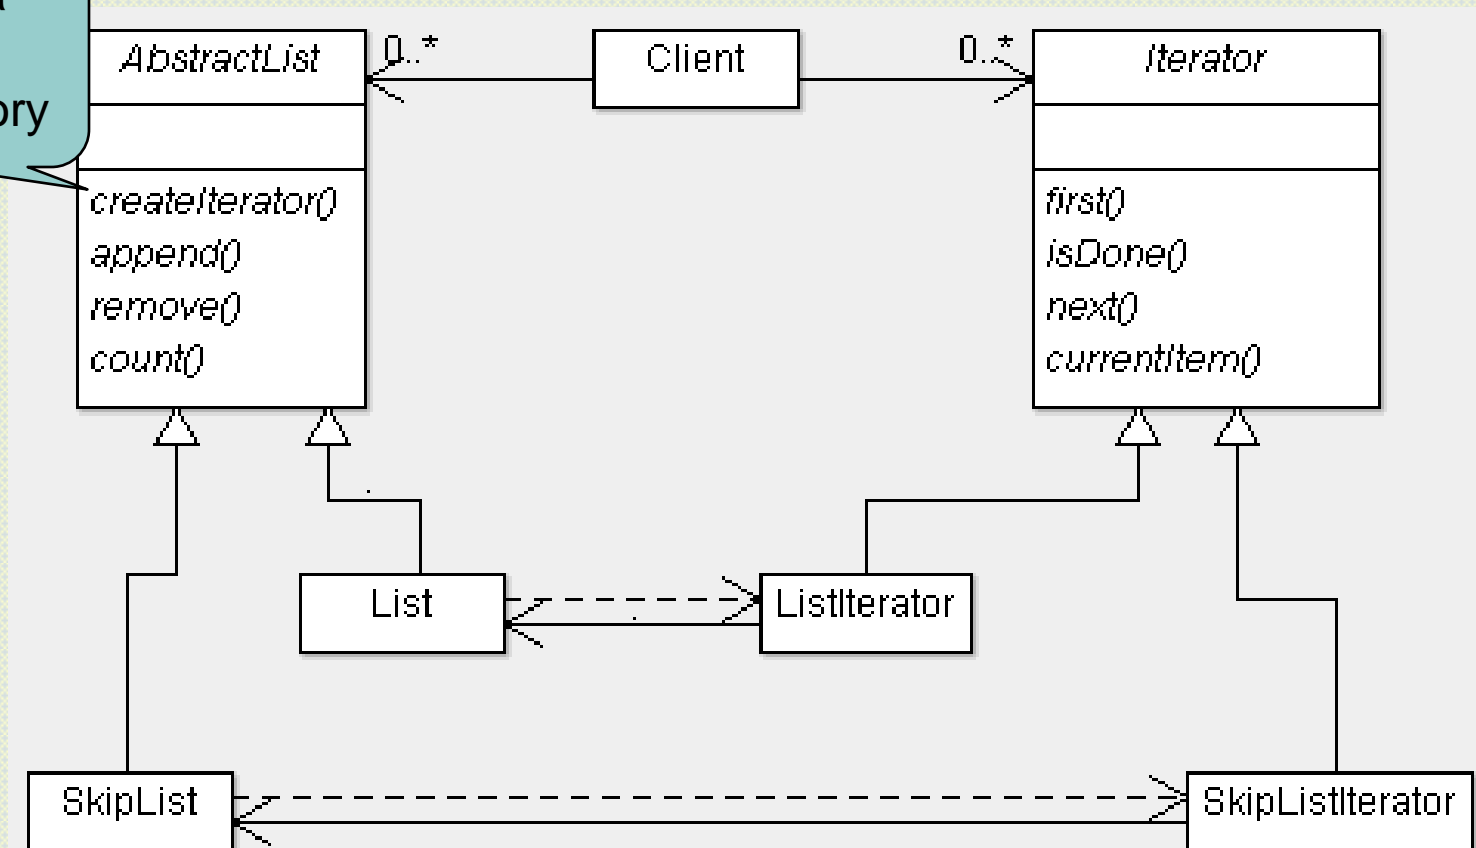 AbstractList
0..*
Client
0..*
Iterator
createIterator()
append()
remove()
count()
first()
isDone()
next()
currentItem()
List
ListIterator
SkipList
SkipListIterator